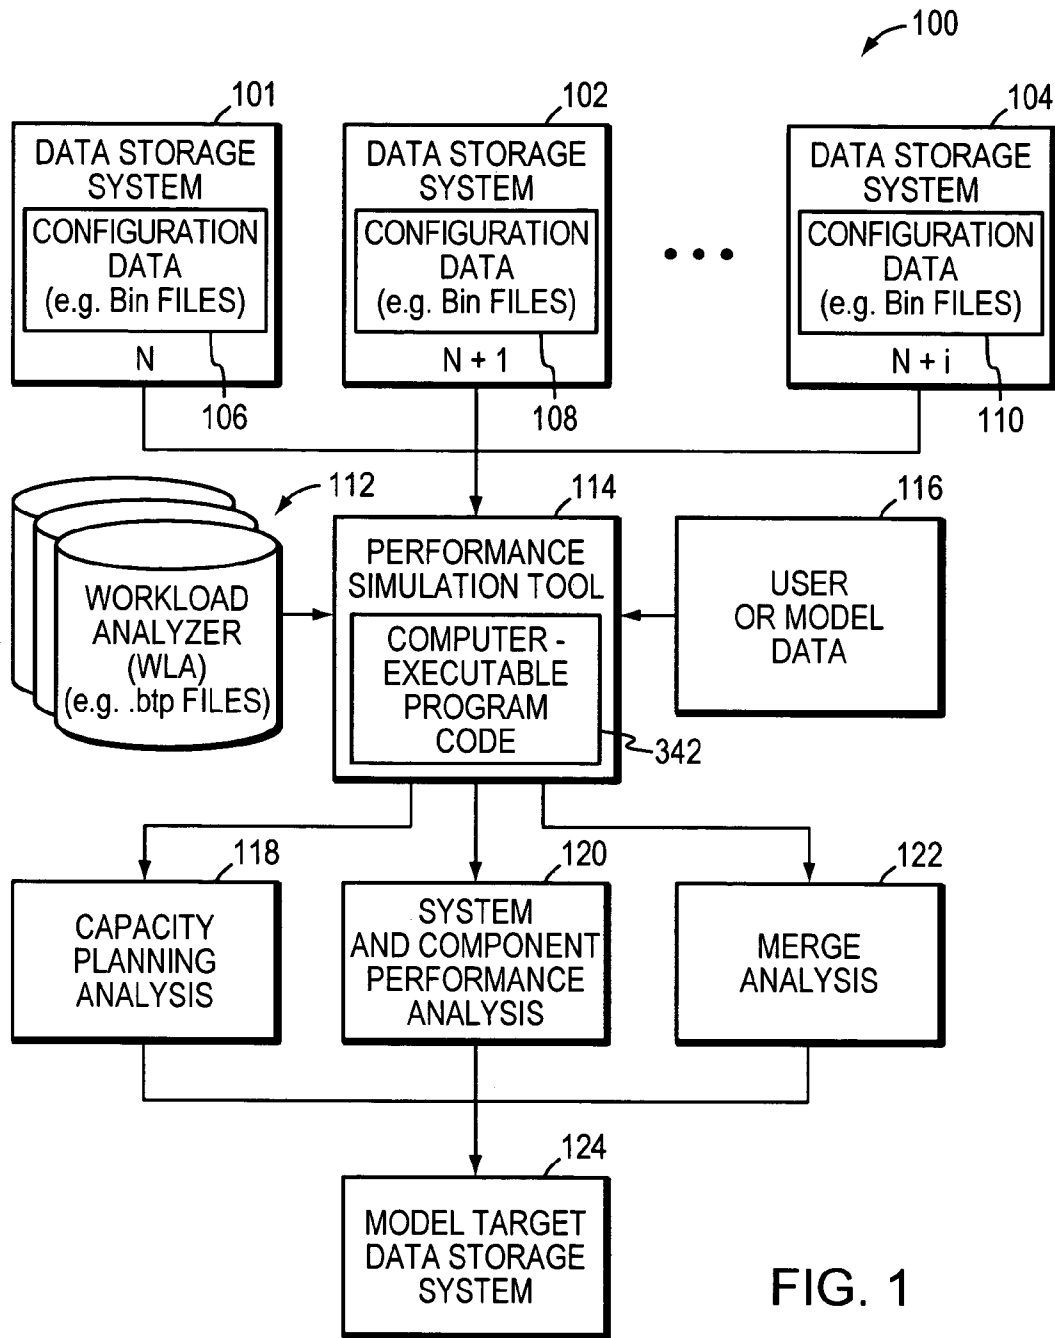 100
101
102
104
DATA STORAGE
SYSTEM
CONFIGURATION
DATA
(e.g. Bin FILES)
N
106
DATA STORAGE
SYSTEM
CONFIGURATION
DATA
(e.g. Bin FILES)
N + 1
108
DATA STORAGE
SYSTEM
CONFIGURATION
DATA
(e.g. Bin FILES)
N + i
110
112
WORKLOAD
ANALYZER
(WLA)
(e.g. .btp FILES)
114
PERFORMANCE
SIMULATION TOOL
COMPUTER -
EXECUTABLE
PROGRAM
CODE
342
116
USER
OR MODEL
DATA
118
CAPACITY
PLANNING
ANALYSIS
120
SYSTEM
AND COMPONENT
PERFORMANCE
ANALYSIS
122
MERGE
ANALYSIS
124
MODEL TARGET
DATA STORAGE
SYSTEM
FIG. 1